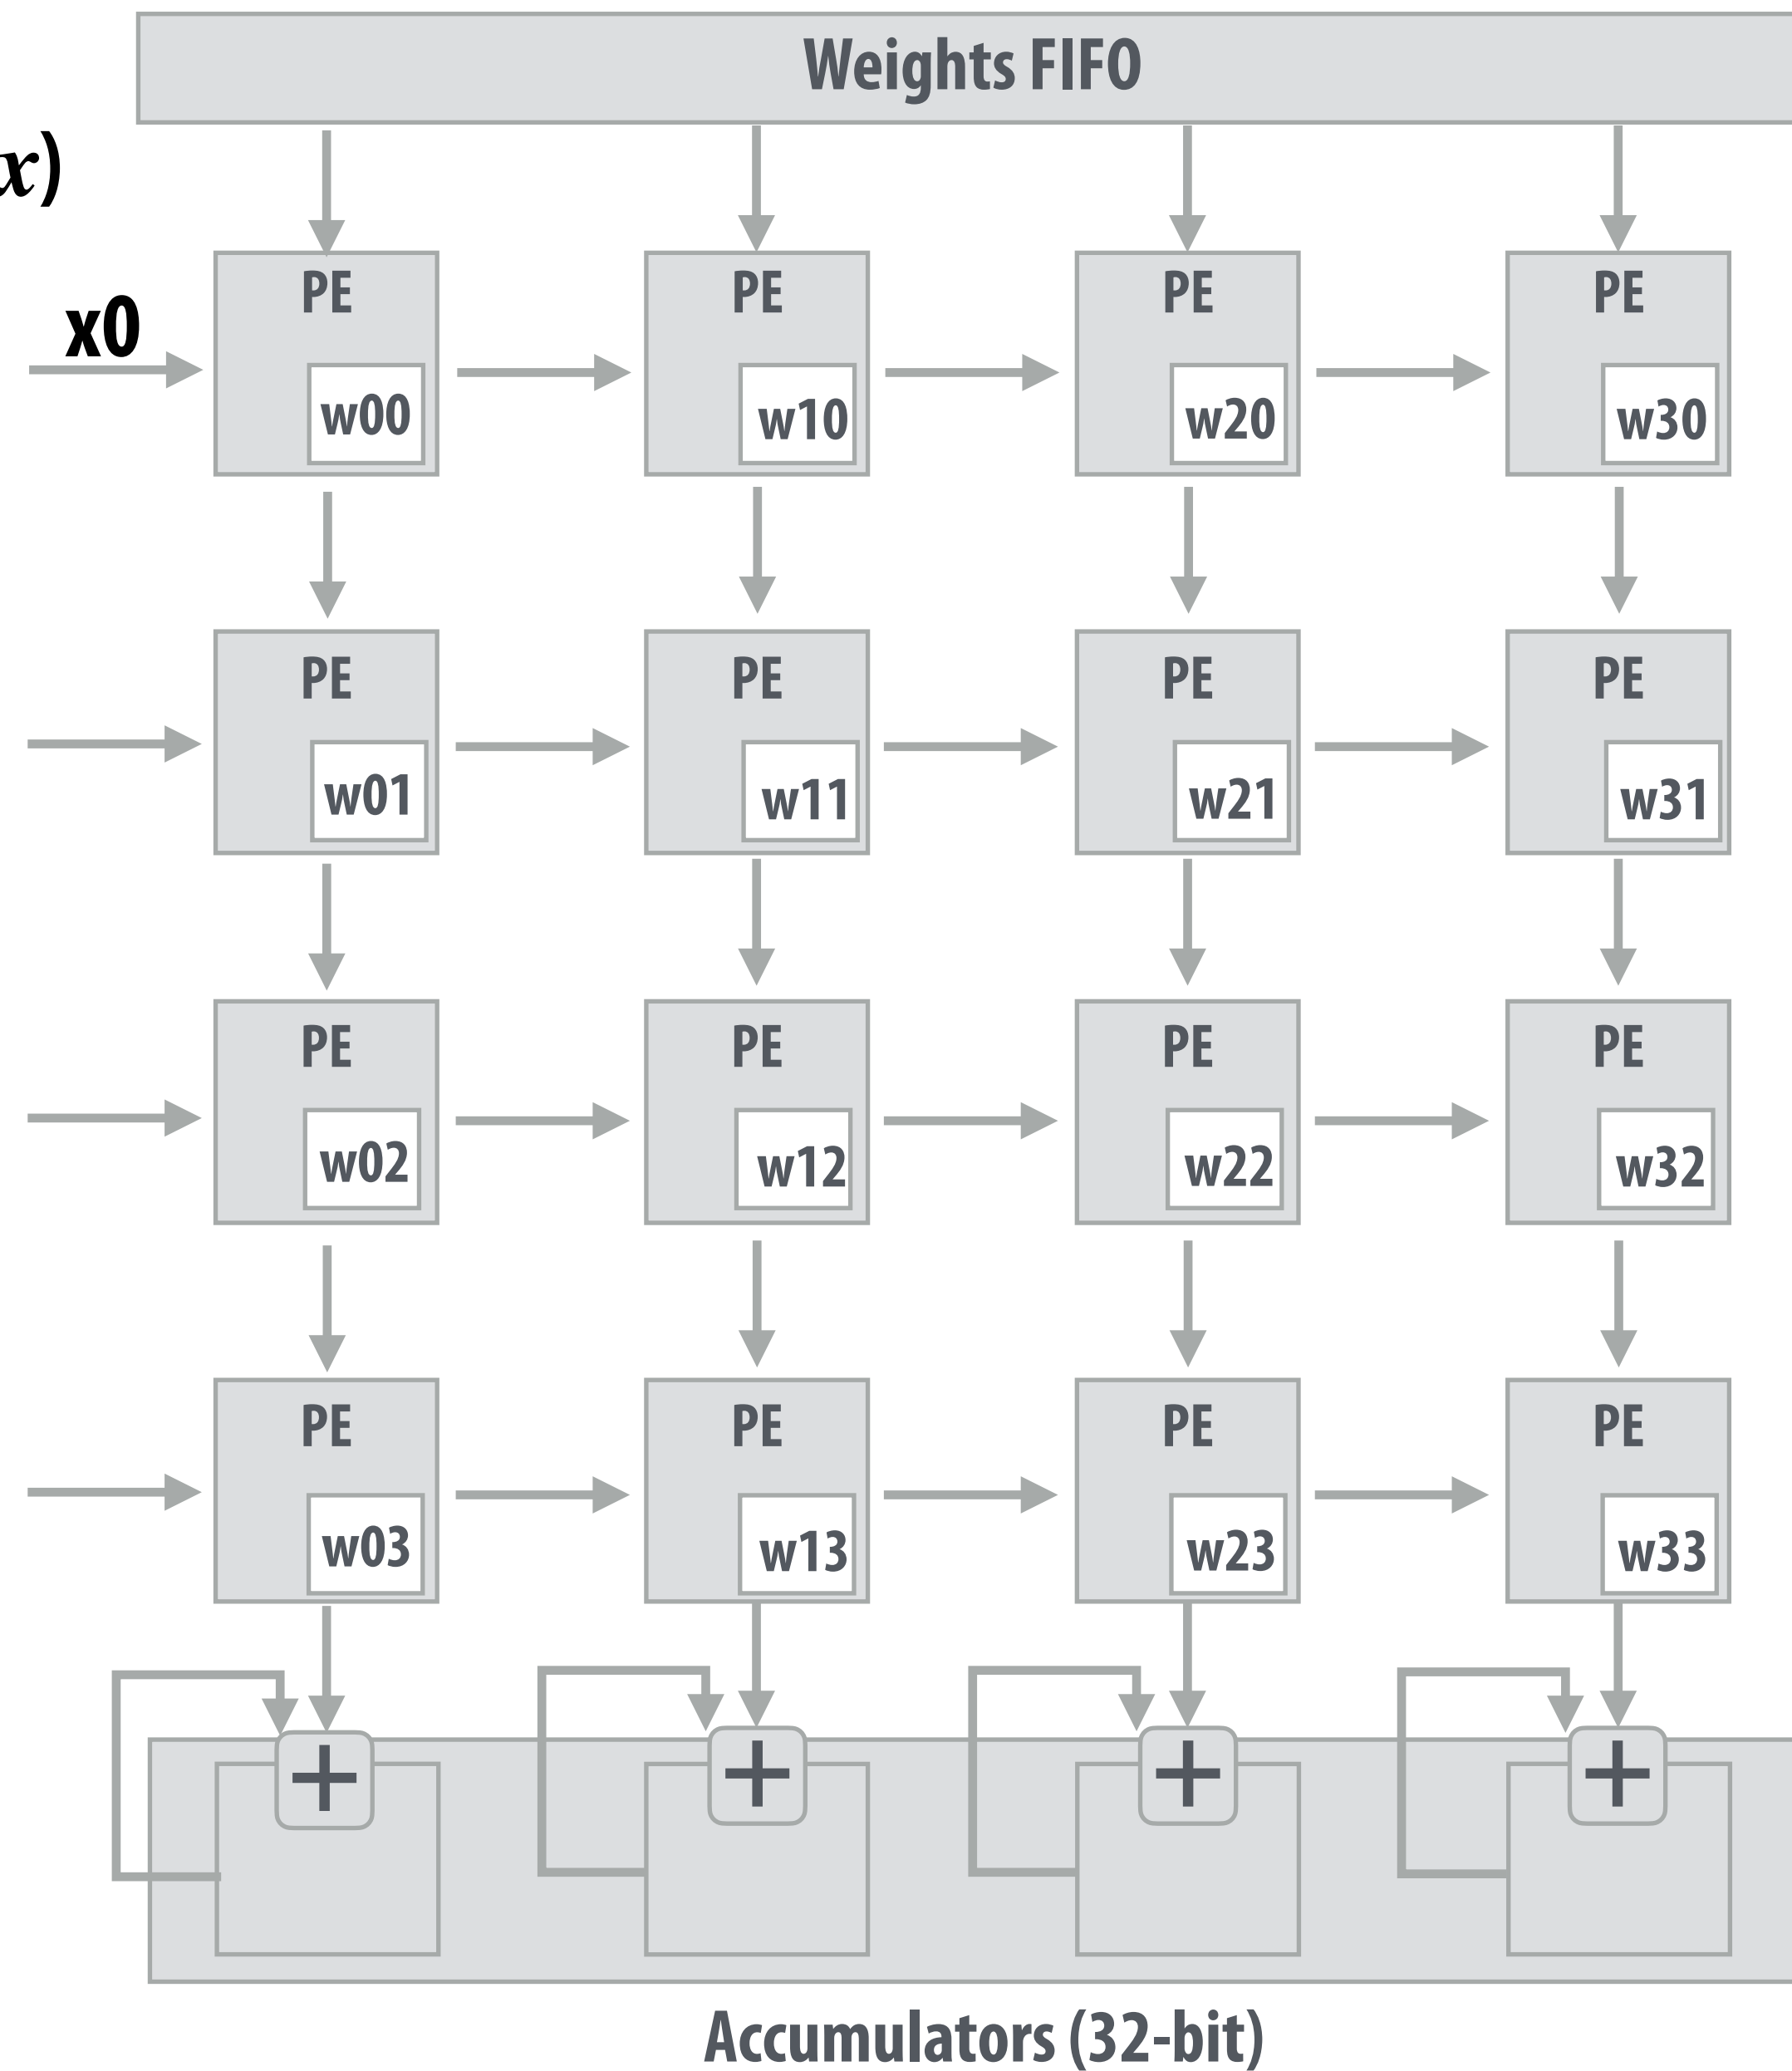 Weights FIFO
x)
PE PE PE PE
x0
w00 w10 w20 w30
PE PE PE PE
w01 w11 w21 w31
PE PE PE PE
w02 w12 w22 w32
PE PE PE PE
w03 w13 w23 w33
+ + + +
Accumulators (32-bit)